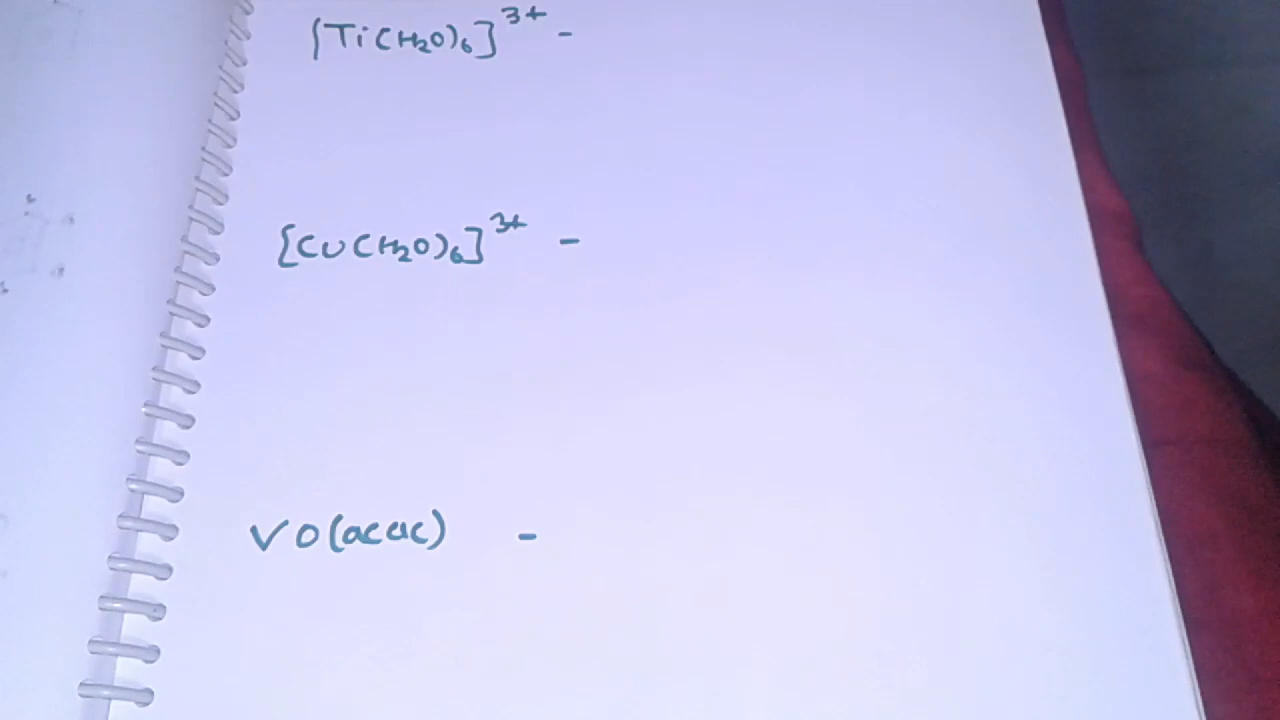 [Ti(H2O)6]3+ -
[Cu(H2O)6]3+ -
VO(acac) -